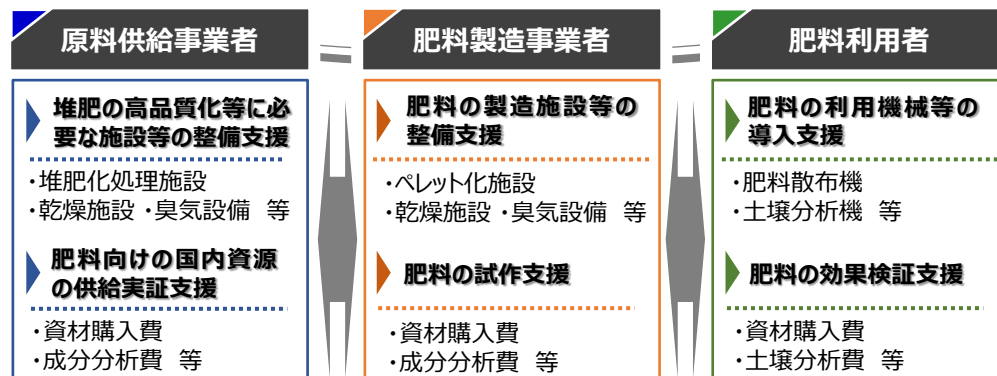 原料供給事業者
堆肥の高品質化等に必
要な施設等の整備支援
・堆肥化処理施設
・乾燥施設・臭気設備 等
肥料向けの国内資源
の供給実証支援
・資材購入費
・成分分析費 等
肥料製造事業者
肥料の製造施設等の
整備支援
・ペレット化施設
・乾燥施設・臭気設備 等
肥料の試作支援
・資材購入費
・成分分析費 等
肥料利用者
肥料の利用機械等の
導入支援
・肥料散布機
・土壌分析機 等
肥料の効果検証支援
・資材購入費
・土壌分析費 等